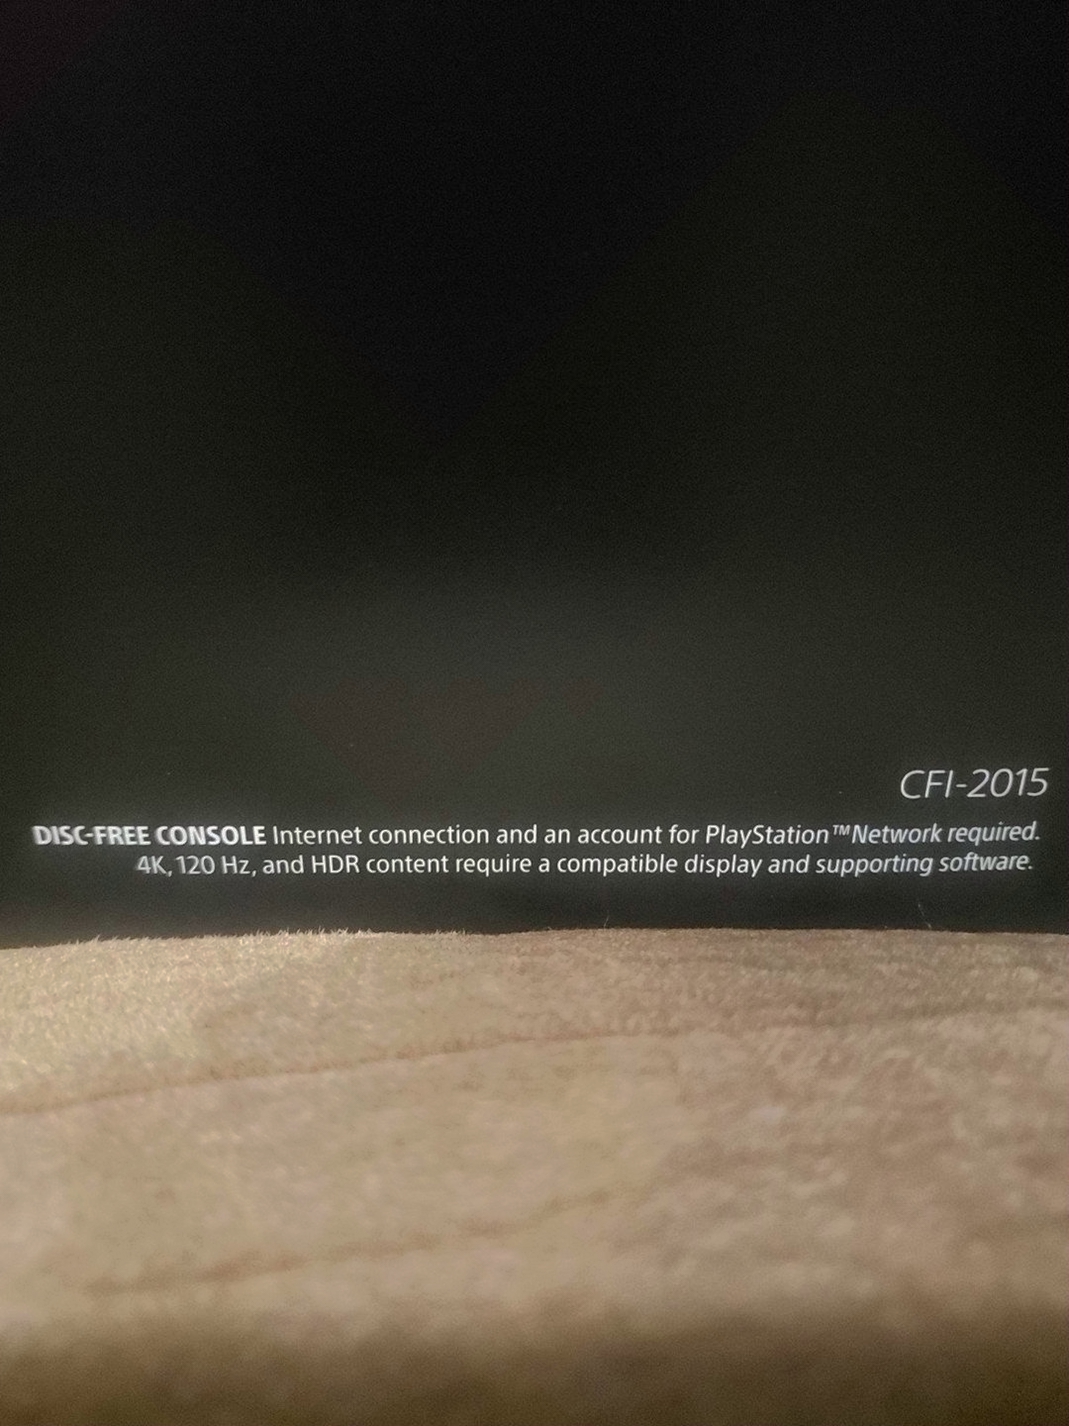 CFI-2015
DISC-FREE CONSOLE Internet connection and an account for PlayStation™Network required.
4K, 120 Hz, and HDR content require a compatible display and supporting software.